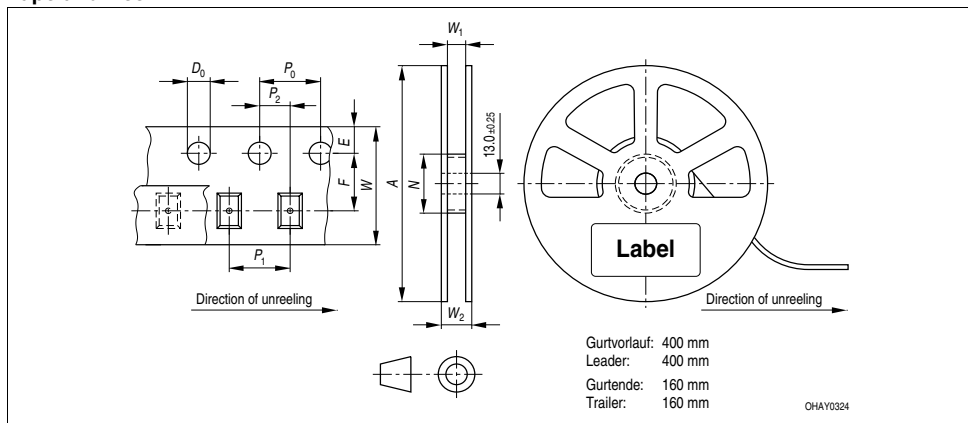 W1
D0
P0
P2
E
F
W
A
N
13.0 ±0.25
Label
P1
Direction of unreeling
Direction of unreeling
W2
Gurtvorlauf: 400 mm
Leader: 400 mm
Gurtende: 160 mm
Trailer: 160 mm
OHAY0324